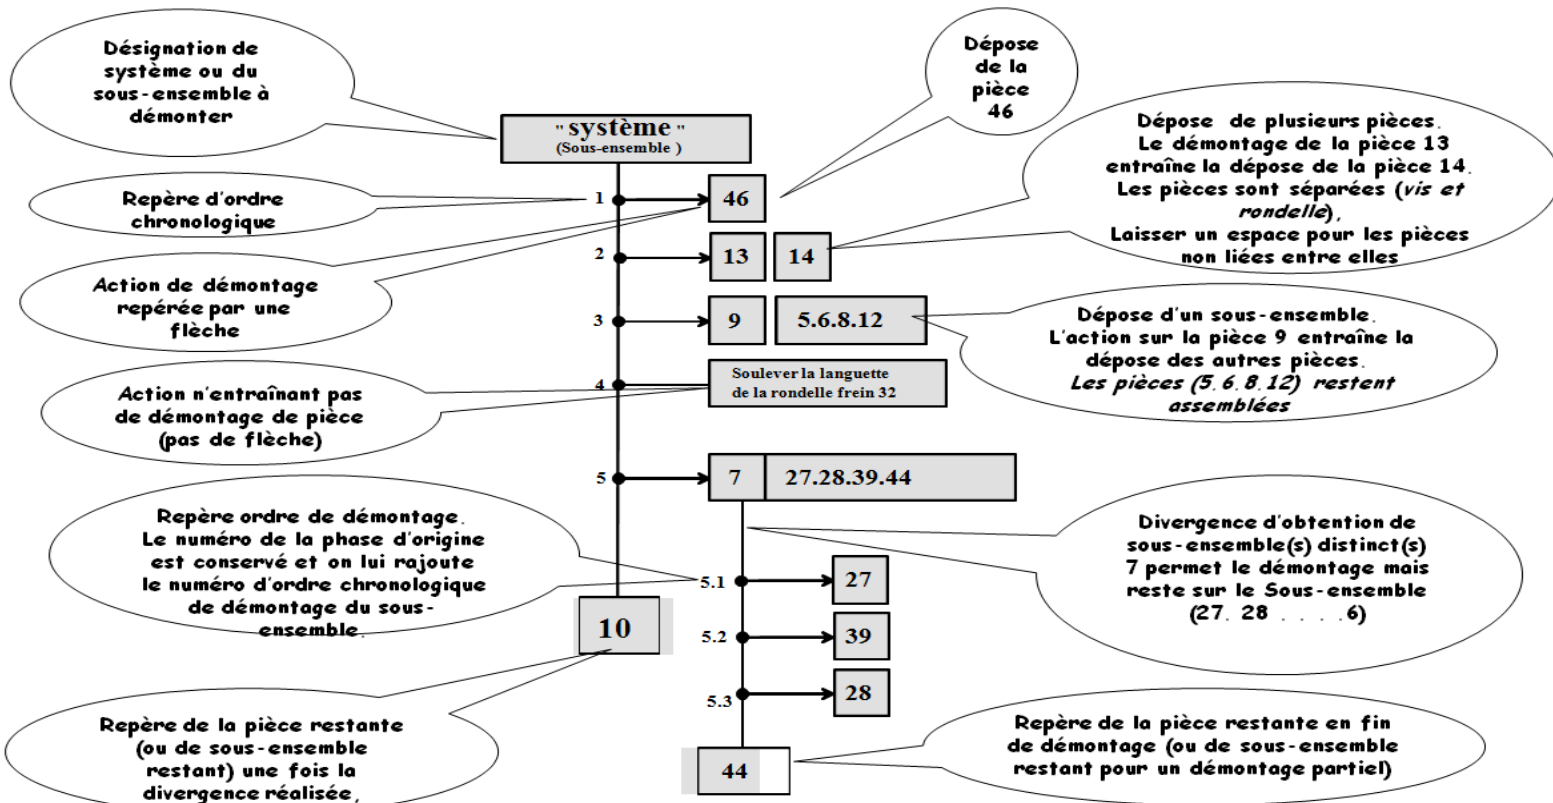 Désignation de
système ou du
sous-ensemble à
démonter
Dépose
de la
pièce
46
" système "
(Sous-ensemble )
Dépose de plusieurs pièces.
Le démontage de la pièce 13
entraîne la dépose de la pièce 14.
Les pièces sont séparées (vis et
rondelle),
Laisser un espace pour les pièces
non liées entre elles
Repère d'ordre
chronologique
1
46
2
13
14
Action de démontage
repérée par une
flèche
3
9
5.6.8.12
Dépose d'un sous-ensemble.
L'action sur la pièce 9 entraîne la
dépose des autres pièces.
Les pièces (5.6.8.12) restent
assemblées
Action n'entraînant pas
de démontage de pièce
(pas de flèche)
4
Soulever la languette
de la rondelle frein 32
5
7
27.28.39.44
Repère ordre de démontage.
Le numéro de la phase d'origine
est conservé et on lui rajoute
le numéro d'ordre chronologique
de démontage du sous-
ensemble.
Divergence d'obtention de
sous-ensemble(s) distinct(s)
7 permet le démontage mais
reste sur le Sous-ensemble
(27. 28 . . . .6)
5.1
27
10
5.2
39
5.3
28
Repère de la pièce restante
(ou de sous-ensemble
restant) une fois la
divergence réalisée,
44
Repère de la pièce restante en fin
de démontage (ou de sous-ensemble
restant pour un démontage partiel)